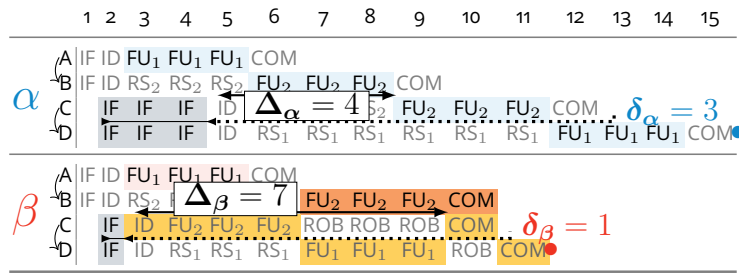 1 2 3 4 5 6 7 8 9 10 11 12 13 14 15
α
A IF ID FU₁ FU₁ FU₁ COM
B IF ID RS₂ RS₂ RS₂ FU₂ FU₂ FU₂ COM
C IF IF IF ID FU₂ FU₂ FU₂ COM
Δα = 4
δα = 3
D IF IF IF ID RS₁ RS₁ RS₁ RS₁ RS₁ RS₁ FU₁ FU₁ FU₁ COM
β
A IF ID FU₁ FU₁ FU₁ COM
B IF ID RS₂ FU₂ FU₂ FU₂ COM
Δβ = 7
C IF ID FU₂ FU₂ FU₂ ROB ROB ROB COM
δβ = 1
D IF ID RS₁ RS₁ RS₁ FU₁ FU₁ FU₁ ROB COM